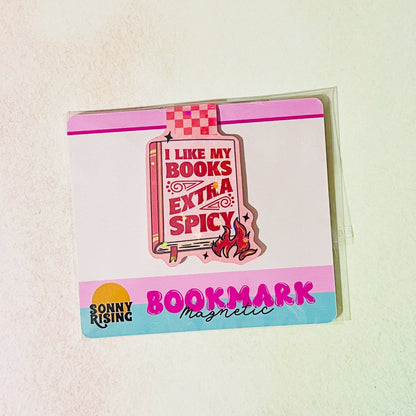 I LIKE MY
BOOKS
EXTRA
SPICY
SONNY
RISING
BOOKMARK
Magnetic